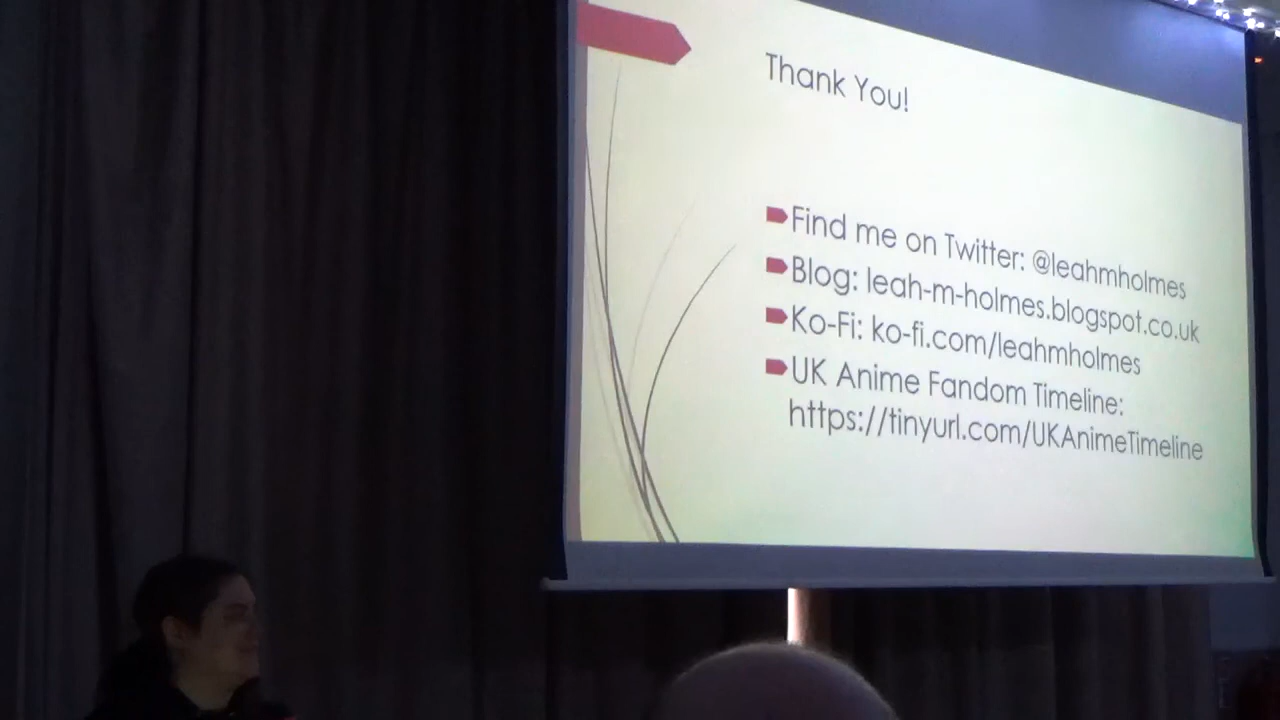 Thank You!
Find me on Twitter: @leahmholmes
Blog: leah-m-holmes.blogspot.co.uk
Ko-Fi: ko-fi.com/leahmholmes
UK Anime Fandom Timeline:
https://tinyurl.com/UKAnimeTimeline